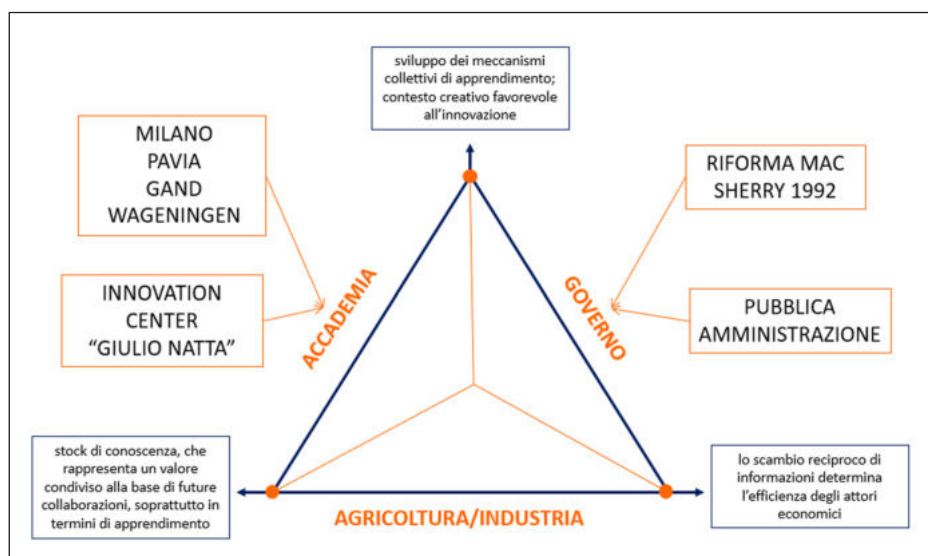 sviluppo dei meccanismi
collettivi di apprendimento;
contesto creativo favorevole
all'innovazione
MILANO
PAVIA
GAND
WAGENINGEN
RIFORMA MAC
SHERRY 1992
INNOVATION
CENTER
“GIULIO NATTA”
ACCADEMIA
GOVERNO
PUBBLICA
AMMINISTRAZIONE
stock di conoscenza, che
rappresenta un valore
condiviso alla base di future
collaborazioni, soprattutto in
termini di apprendimento
AGRICOLTURA/INDUSTRIA
lo scambio reciproco di
informazioni determina
l'efficienza degli attori
economici